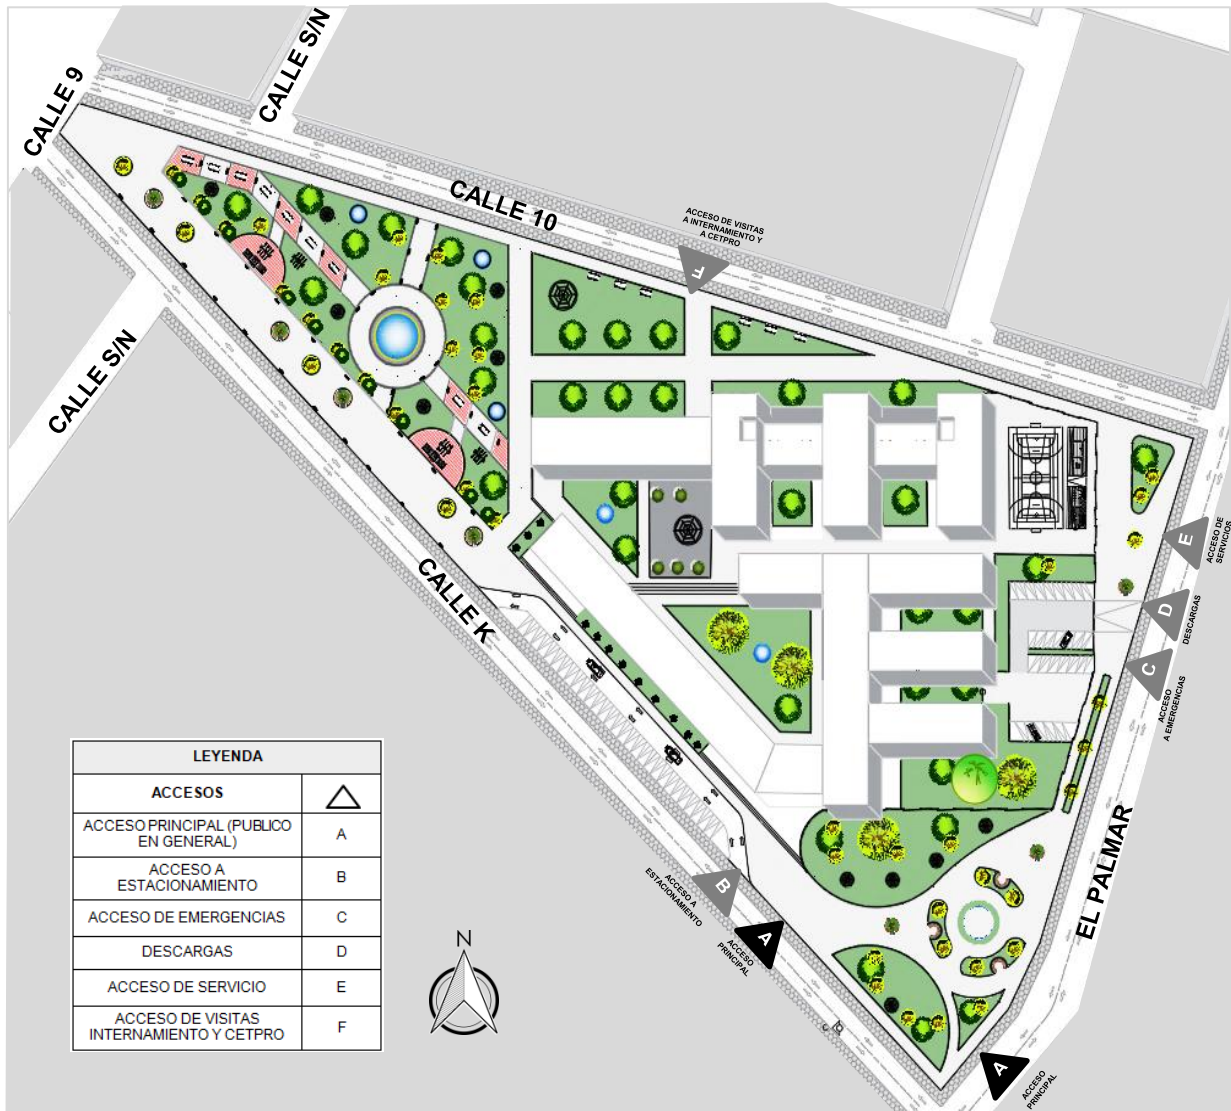 CALLE 9
CALLE S/N
CALLE 10
ACCESO DE VISITAS
A INTERNAMIENTO Y
A CETPRO
F
CALLE S/N
E
ACCESO DE
SERVICIOS
D
DESCARGAS
C
ACCESO
A EMERGENCIAS
CALLE K
EL PALMAR
B
ACCESO A
ESTACIONAMIENTO
A
ACCESO
PRINCIPAL
A
ACCESO
PRINCIPAL
LEYENDA
ACCESOS
ACCESO PRINCIPAL (PUBLICO
EN GENERAL)
A
ACCESO A
ESTACIONAMIENTO
B
ACCESO DE EMERGENCIAS
C
DESCARGAS
D
ACCESO DE SERVICIO
E
ACCESO DE VISITAS
INTERNAMIENTO Y CETPRO
F
N